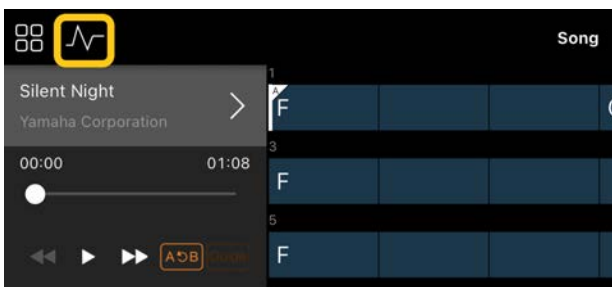 Song
Silent Night
Yamaha Corporation
00:00 01:08
A B
1
A
F
3
F
5
F